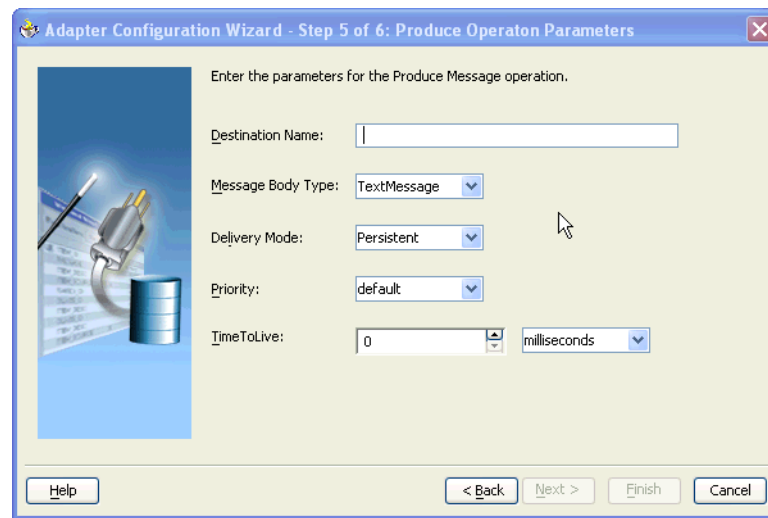 Adapter Configuration Wizard - Step 5 of 6: Produce Operaton Parameters
Enter the parameters for the Produce Message operation.
Destination Name:
Message Body Type: TextMessage
Delivery Mode: Persistent
Priority: default
TimeToLive: 0 milliseconds
Help < Back Next > Finish Cancel